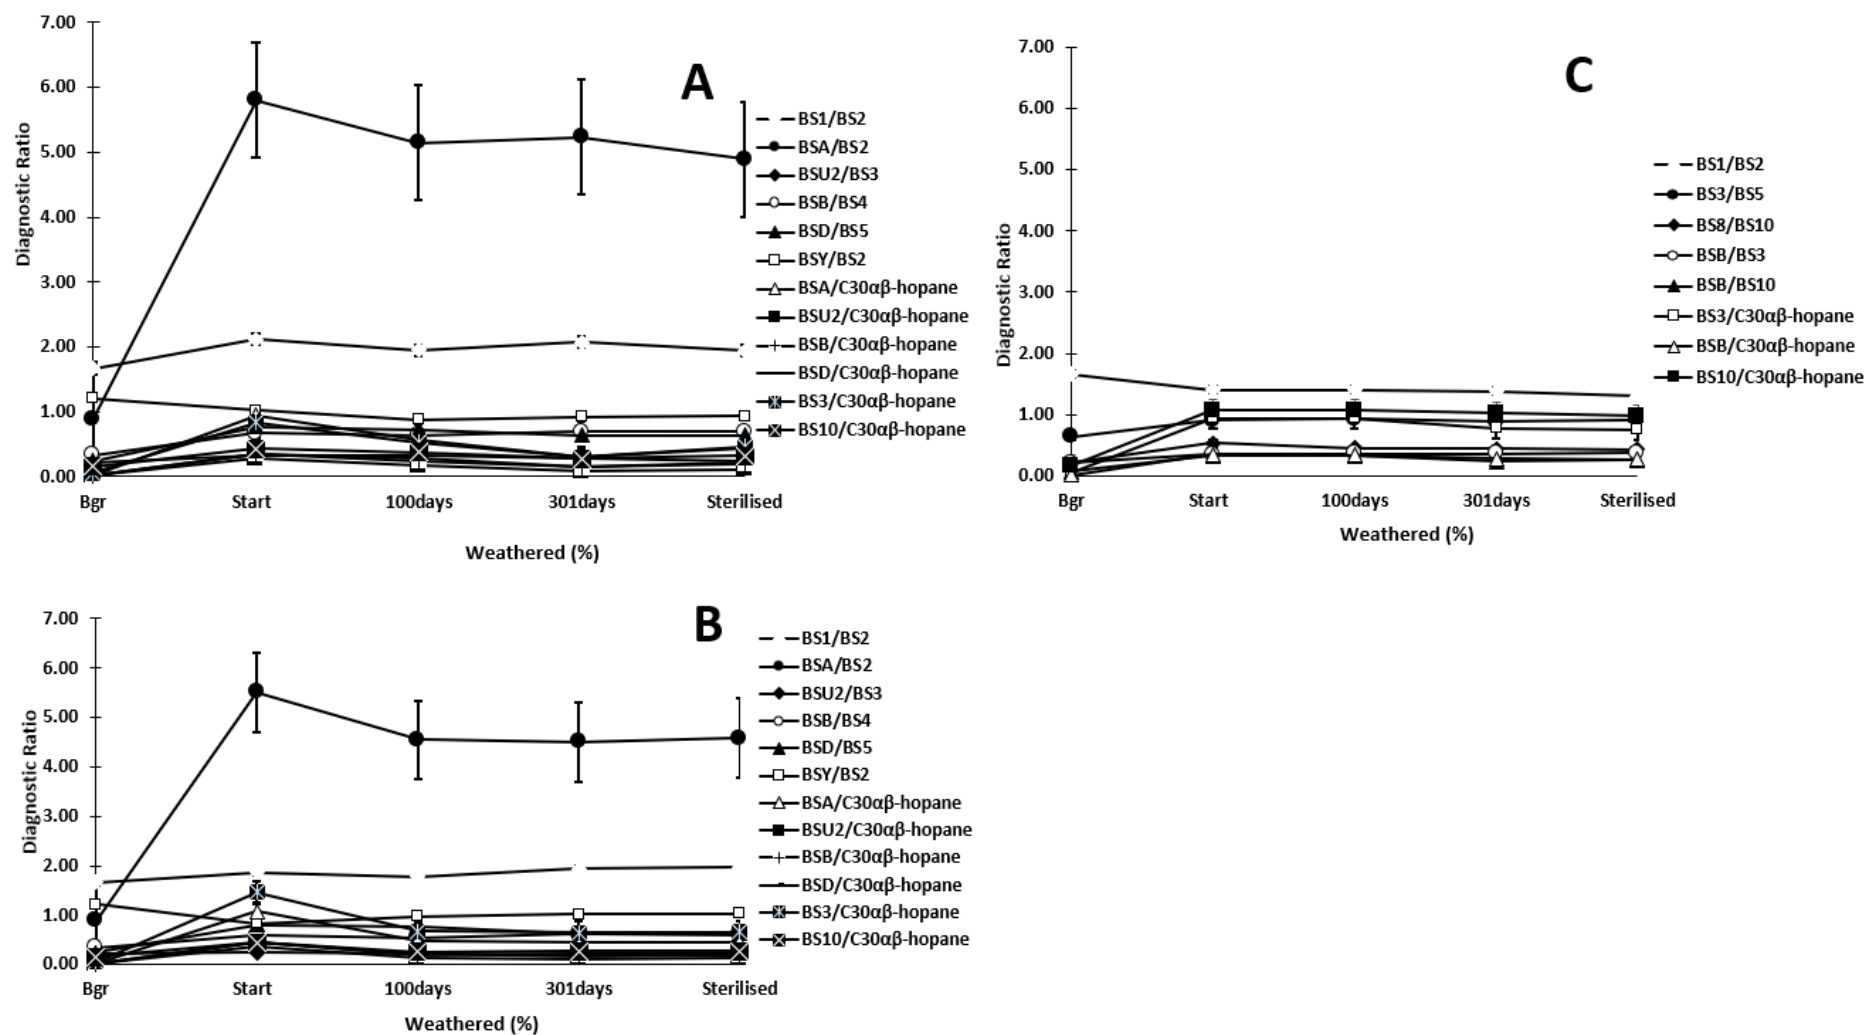 A
7.00
6.00
5.00
4.00
3.00
2.00
1.00
0.00
Diagnostic Ratio
Bgr Start 100days 301days Sterilised
Weathered (%)
BS1/BS2
BSA/BS2
BSU2/BS3
BSB/BS4
BSD/BS5
BSY/BS2
BSA/C30αβ-hopane
BSU2/C30αβ-hopane
BSB/C30αβ-hopane
BSD/C30αβ-hopane
BS3/C30αβ-hopane
BS10/C30αβ-hopane
C
7.00
6.00
5.00
4.00
3.00
2.00
1.00
0.00
Diagnostic Ratio
Bgr Start 100days 301days Sterilised
Weathered (%)
BS1/BS2
BS3/BS5
BS8/BS10
BSB/BS3
BSB/BS10
BS3/C30αβ-hopane
BSB/C30αβ-hopane
BS10/C30αβ-hopane
B
7.00
6.00
5.00
4.00
3.00
2.00
1.00
0.00
Diagnostic Ratio
Bgr Start 100days 301days Sterilised
Weathered (%)
BS1/BS2
BSA/BS2
BSU2/BS3
BSB/BS4
BSD/BS5
BSY/BS2
BSA/C30αβ-hopane
BSU2/C30αβ-hopane
BSB/C30αβ-hopane
BSD/C30αβ-hopane
BS3/C30αβ-hopane
BS10/C30αβ-hopane